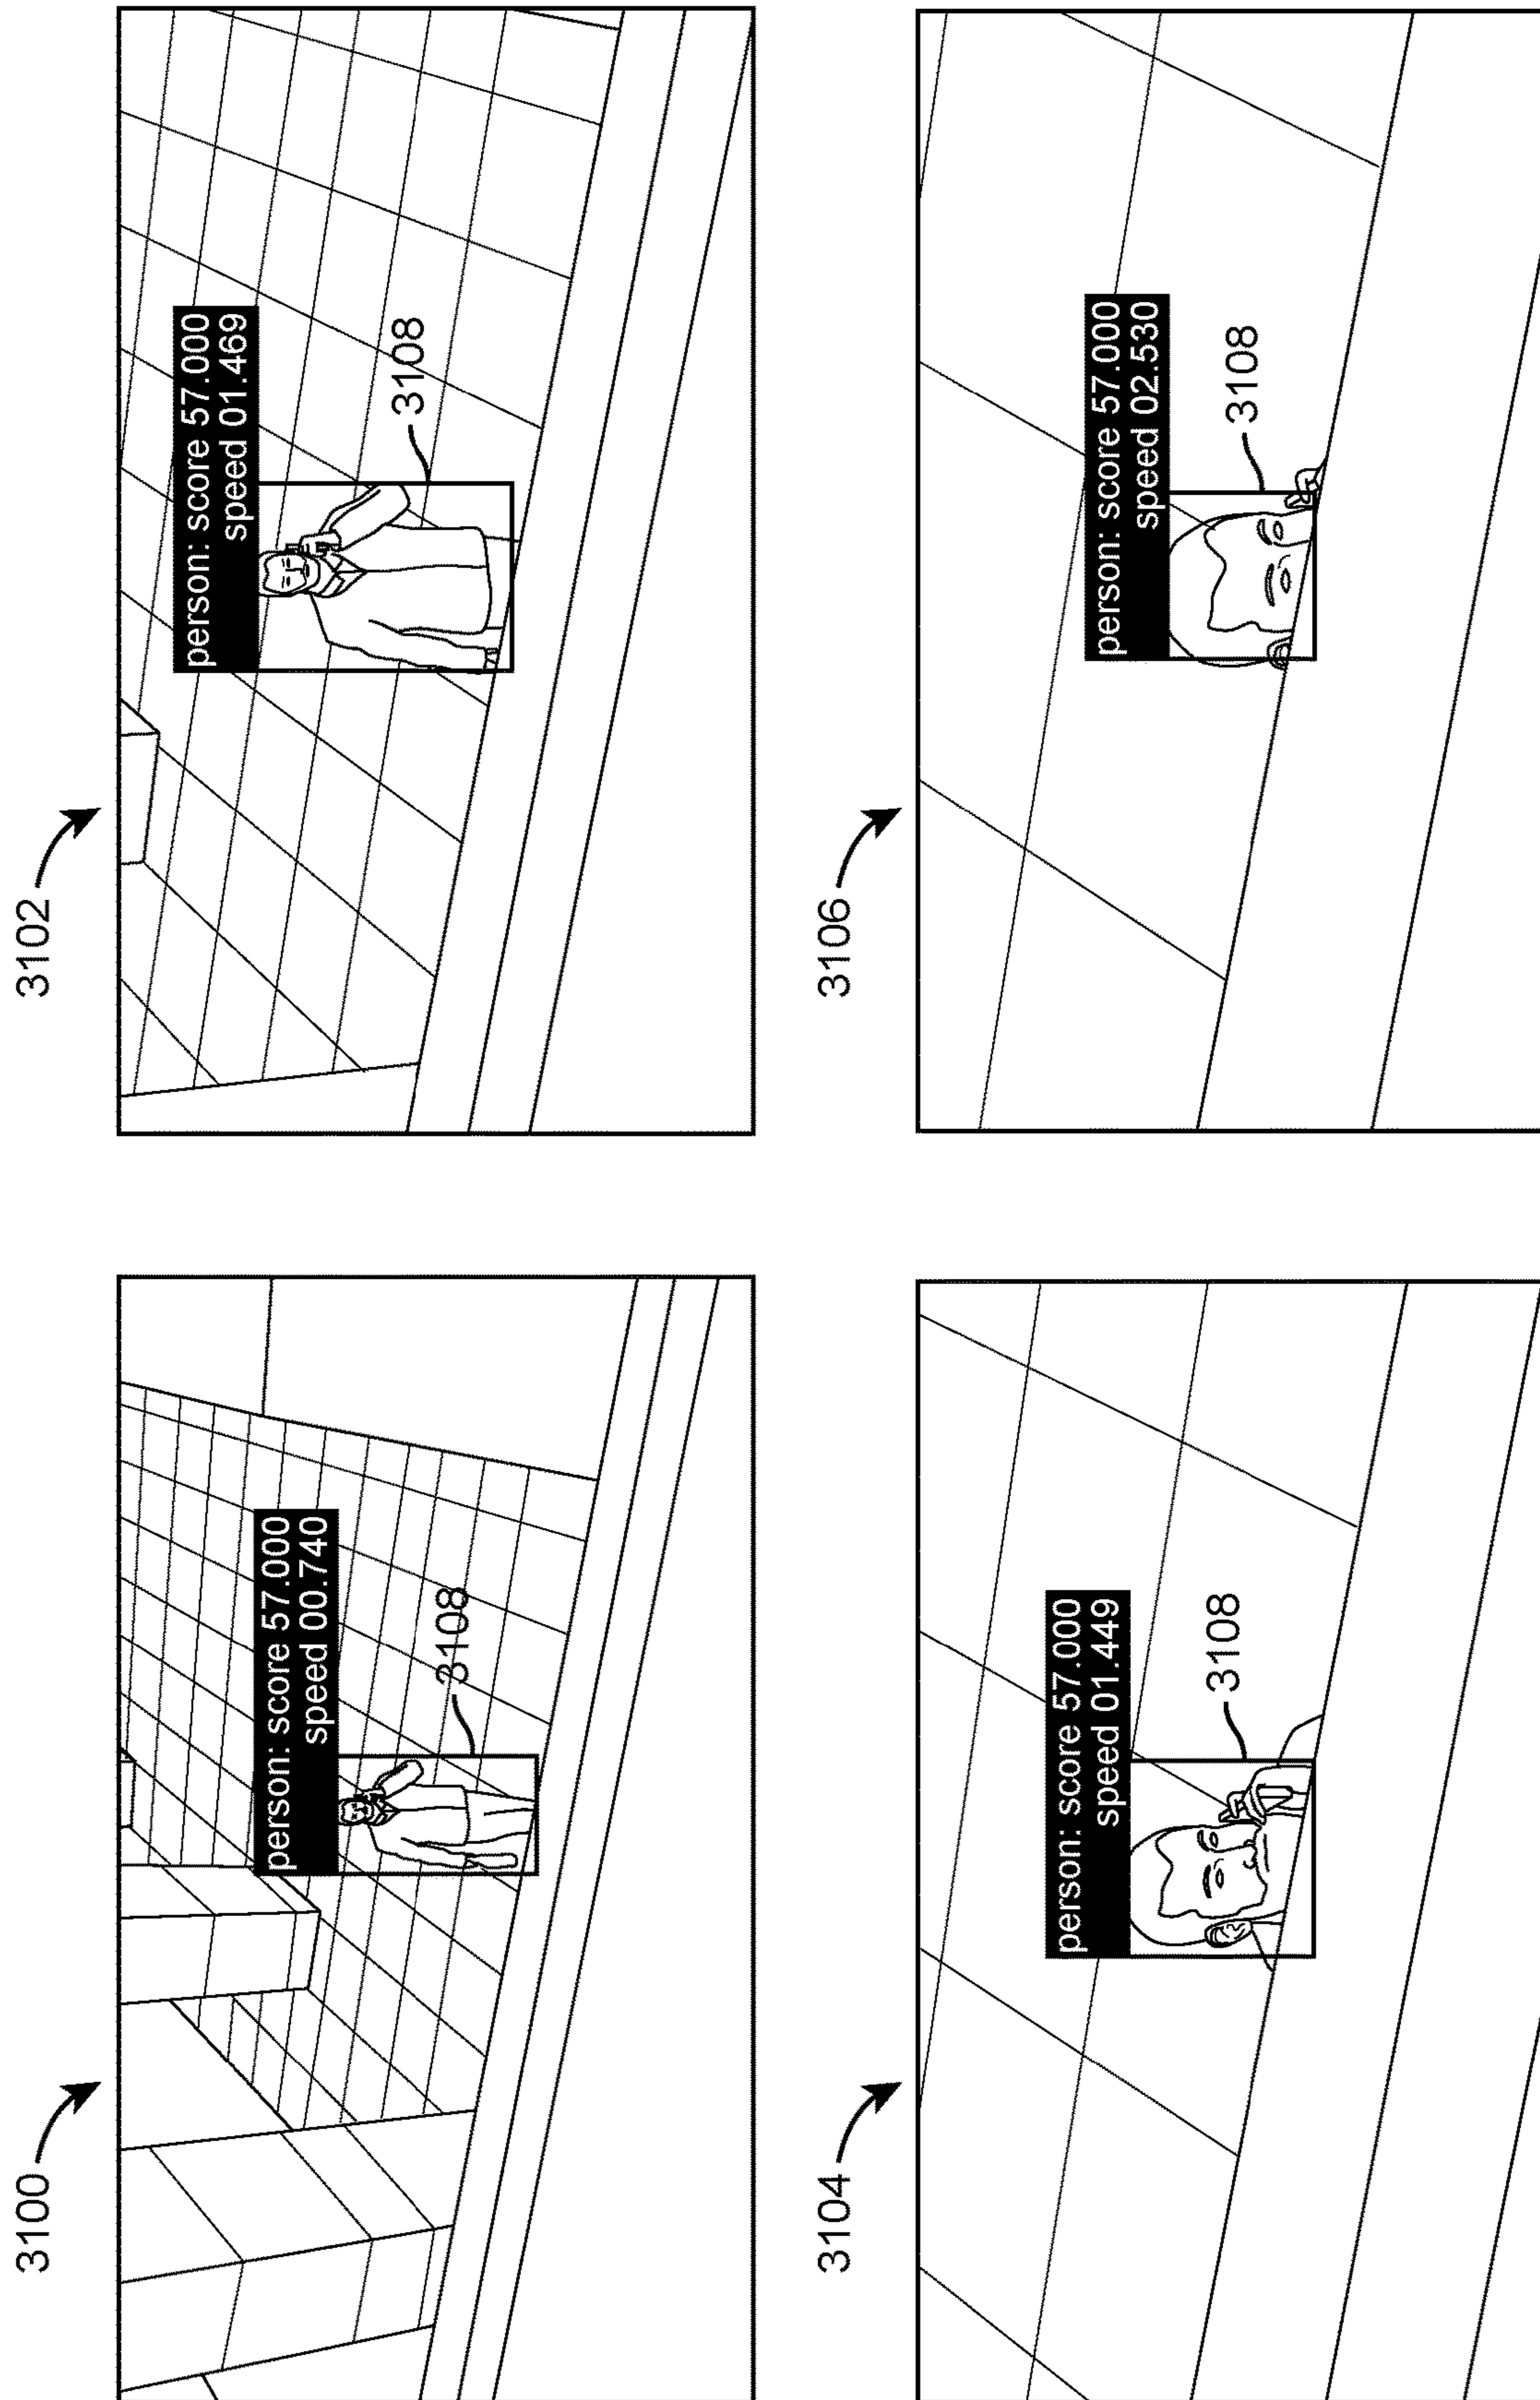 3100
person: score 57.000
speed 00.740
3108
3102
person: score 57.000
speed 01.469
3108
3104
person: score 57.000
speed 01.449
3108
3106
person: score 57.000
speed 02.530
3108